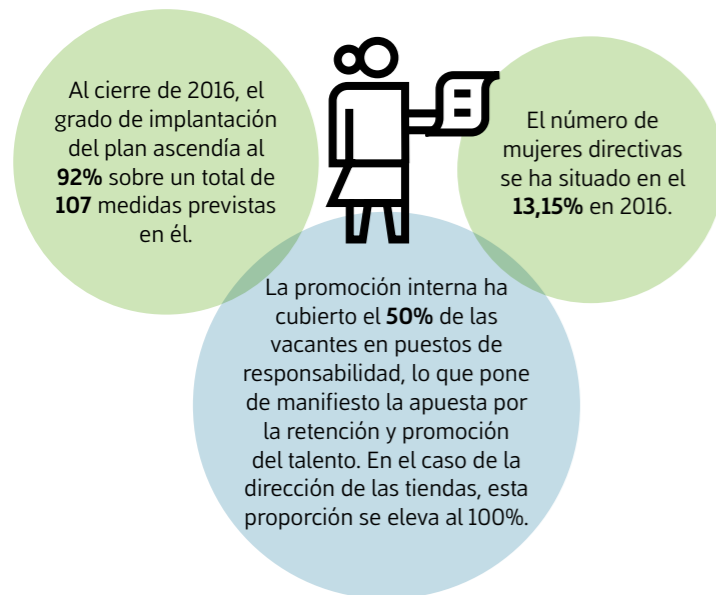 Al cierre de 2016, el
grado de implantación
del plan ascendía al
92% sobre un total de
107 medidas previstas
en él.
El número de
mujeres directivas
se ha situado en el
13,15% en 2016.
La promoción interna ha
cubierto el 50% de las
vacantes en puestos de
responsabilidad, lo que pone
de manifiesto la apuesta por
la retención y promoción
del talento. En el caso de la
dirección de las tiendas, esta
proporción se eleva al 100%.